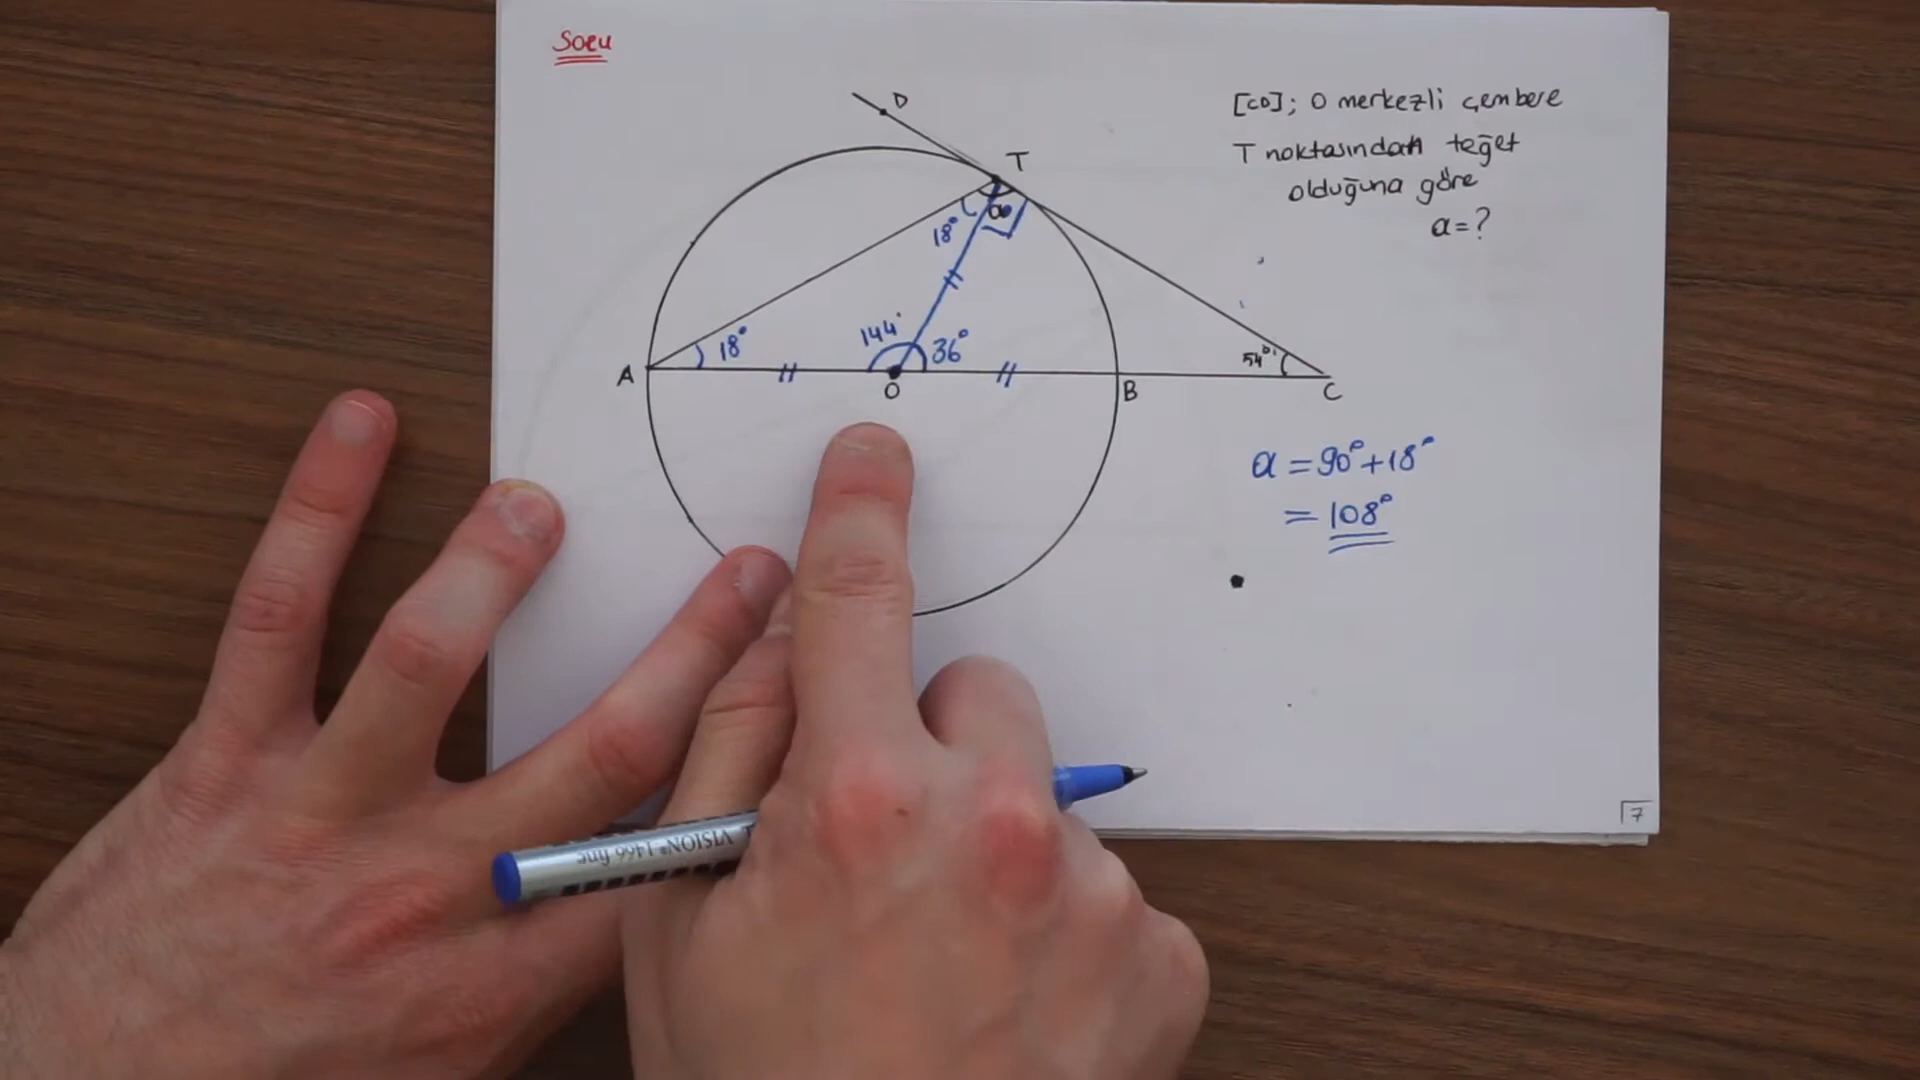 Soru
[CD]; O merkezli çembere
T noktasından teğet
olduğuna göre
α=?
D
T
α
18°
144°
36°
18°
54°
A
O
B
C
α = 90° + 18°
= 108°
VISION 1466 fine
7